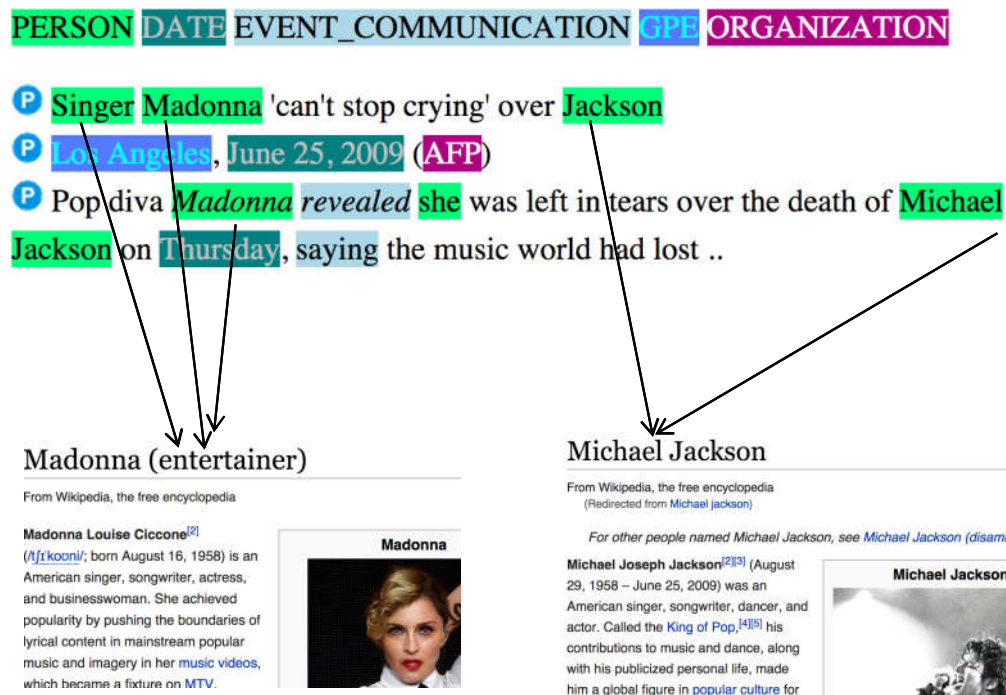 PERSON DATE EVENT_COMMUNICATION GPE ORGANIZATION
P Singer Madonna 'can't stop crying' over Jackson
P Los Angeles, June 25, 2009 (AFP)
P Pop diva Madonna revealed she was left in tears over the death of Michael
Jackson on Thursday, saying the music world had lost ..
Madonna (entertainer)
From Wikipedia, the free encyclopedia
Madonna Louise Ciccone[2]
(/tʃɪˈkoʊni/; born August 16, 1958) is an
American singer, songwriter, actress,
and businesswoman. She achieved
popularity by pushing the boundaries of
lyrical content in mainstream popular
music and imagery in her music videos,
which became a fixture on MTV.
Madonna
Michael Jackson
From Wikipedia, the free encyclopedia
(Redirected from Michael jackson)
For other people named Michael Jackson, see Michael Jackson (disam
Michael Joseph Jackson[2][3] (August
29, 1958 – June 25, 2009) was an
American singer, songwriter, dancer, and
actor. Called the King of Pop,[4][5] his
contributions to music and dance, along
with his publicized personal life, made
him a global figure in popular culture for
Michael Jackson